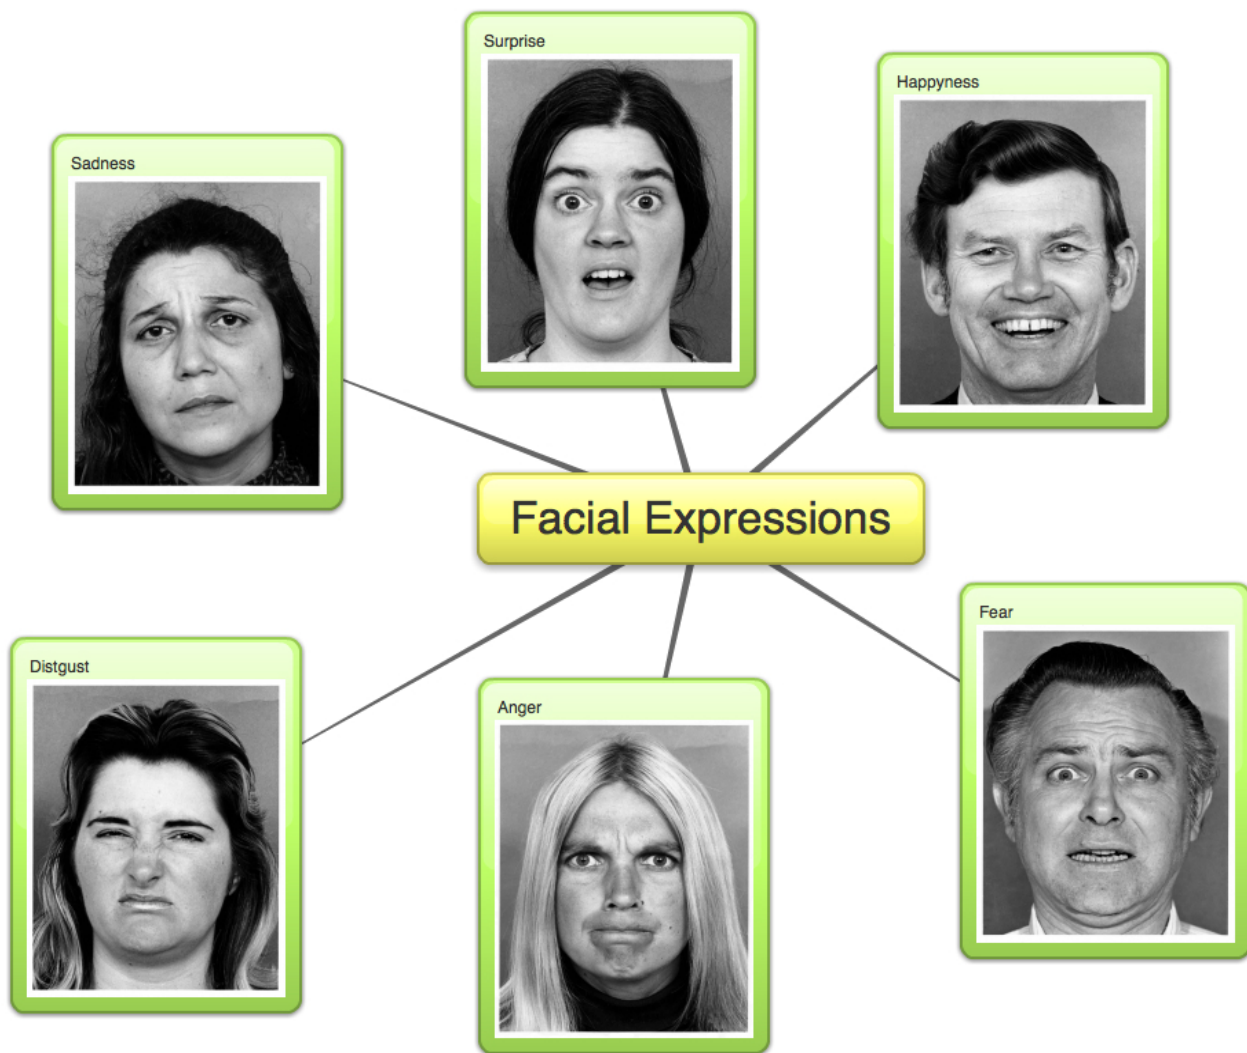 Surprise
Happyness
Sadness
Facial Expressions
Fear
Distgust
Anger